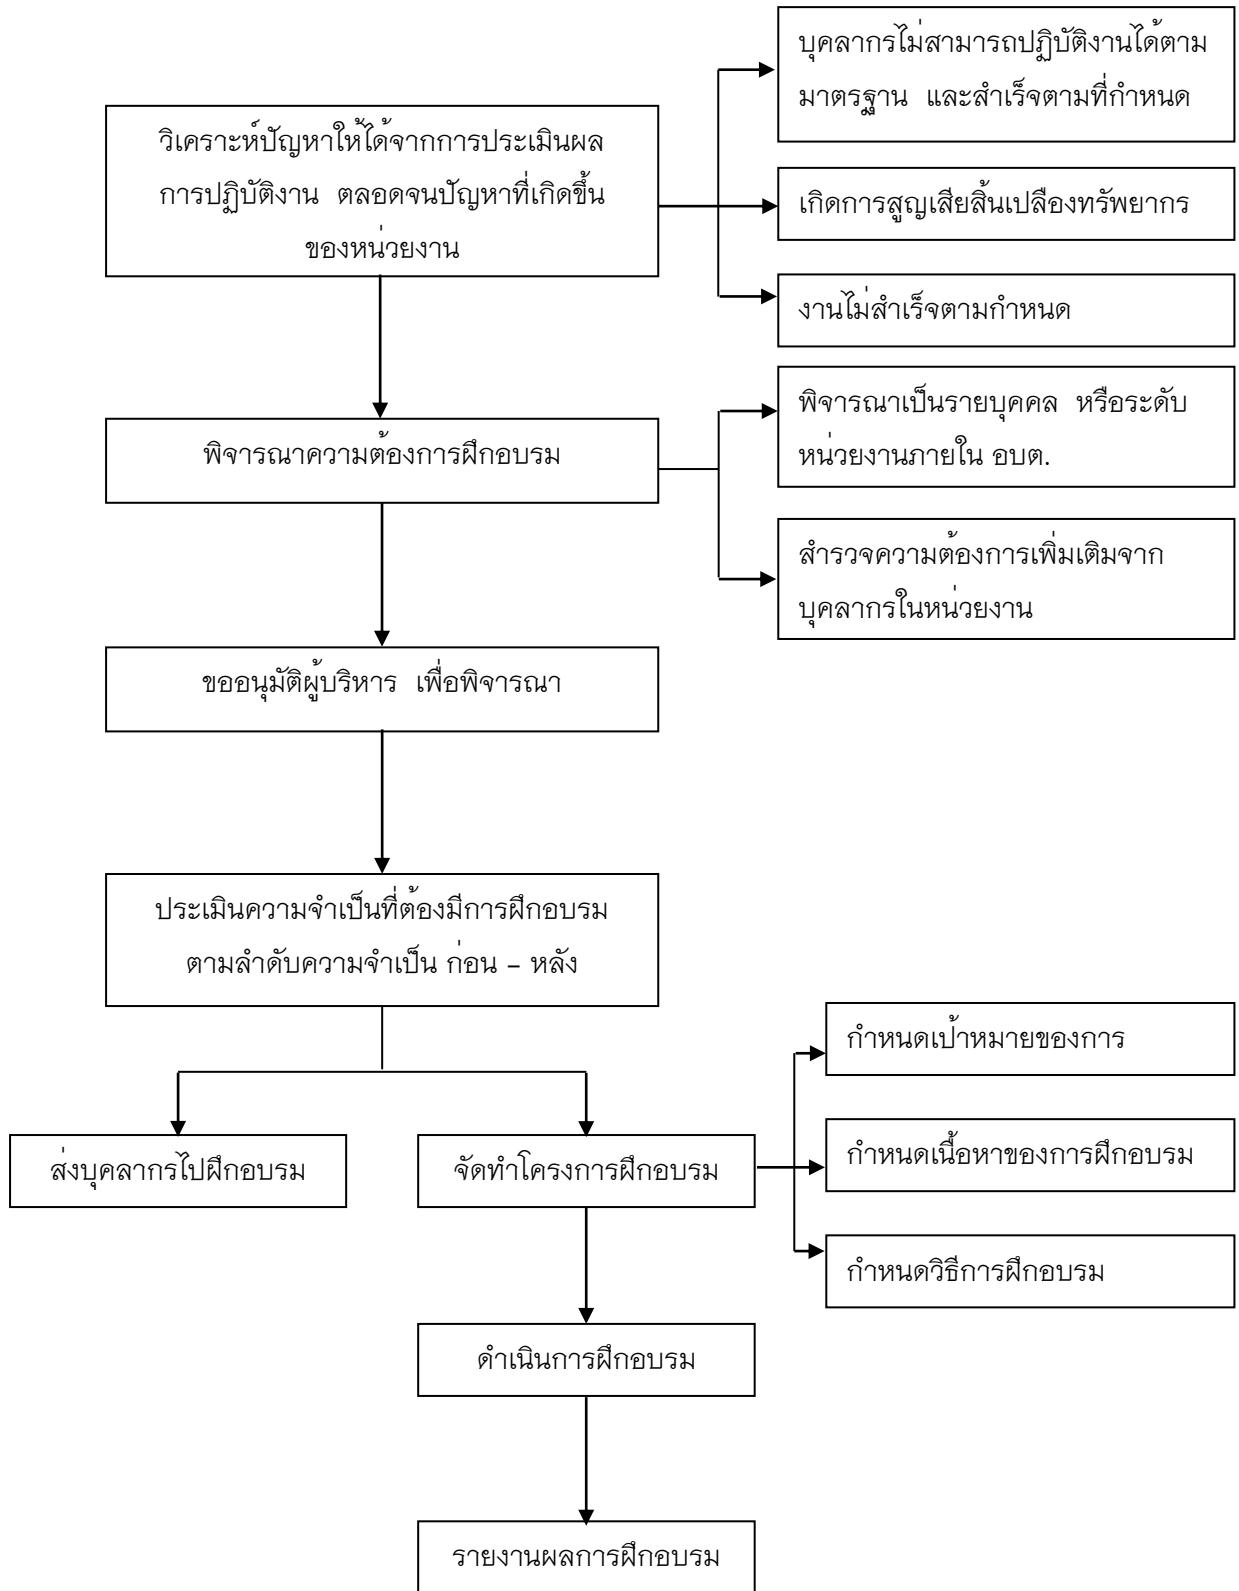 บุคลากรไม่สามารถปฏิบัติงานได้ตาม
มาตรฐาน และสำเร็จตามที่กำหนด
วิเคราะห์ปัญหาให้ได้จากการประเมินผล
การปฏิบัติงาน ตลอดจนปัญหาที่เกิดขึ้น
ของหน่วยงาน
เกิดการสูญเสียสิ้นเปลืองทรัพยากร
งานไม่สำเร็จตามกำหนด
พิจารณาความต้องการฝึกอบรม
พิจารณาเป็นรายบุคคล หรือระดับ
หน่วยงานภายใน อบต.
สำรวจความต้องการเพิ่มเติมจาก
บุคลากรในหน่วยงาน
ขออนุมัติผู้บริหาร เพื่อพิจารณา
ประเมินความจำเป็นที่ต้องมีการฝึกอบรม
ตามลำดับความจำเป็น ก่อน – หลัง
ส่งบุคลากรไปฝึกอบรม
จัดทำโครงการฝึกอบรม
กำหนดเป้าหมายของการ
กำหนดเนื้อหาของการฝึกอบรม
กำหนดวิธีการฝึกอบรม
ดำเนินการฝึกอบรม
รายงานผลการฝึกอบรม